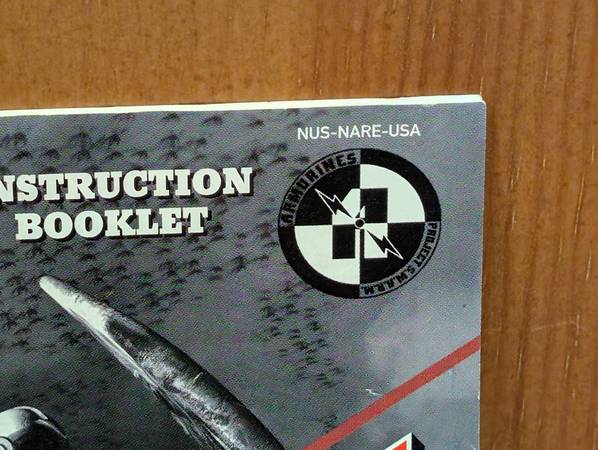 NUS-NARE-USA
NSTRUCTION
BOOKLET
ARMORINES
PROJECT S.W.A.R.M.